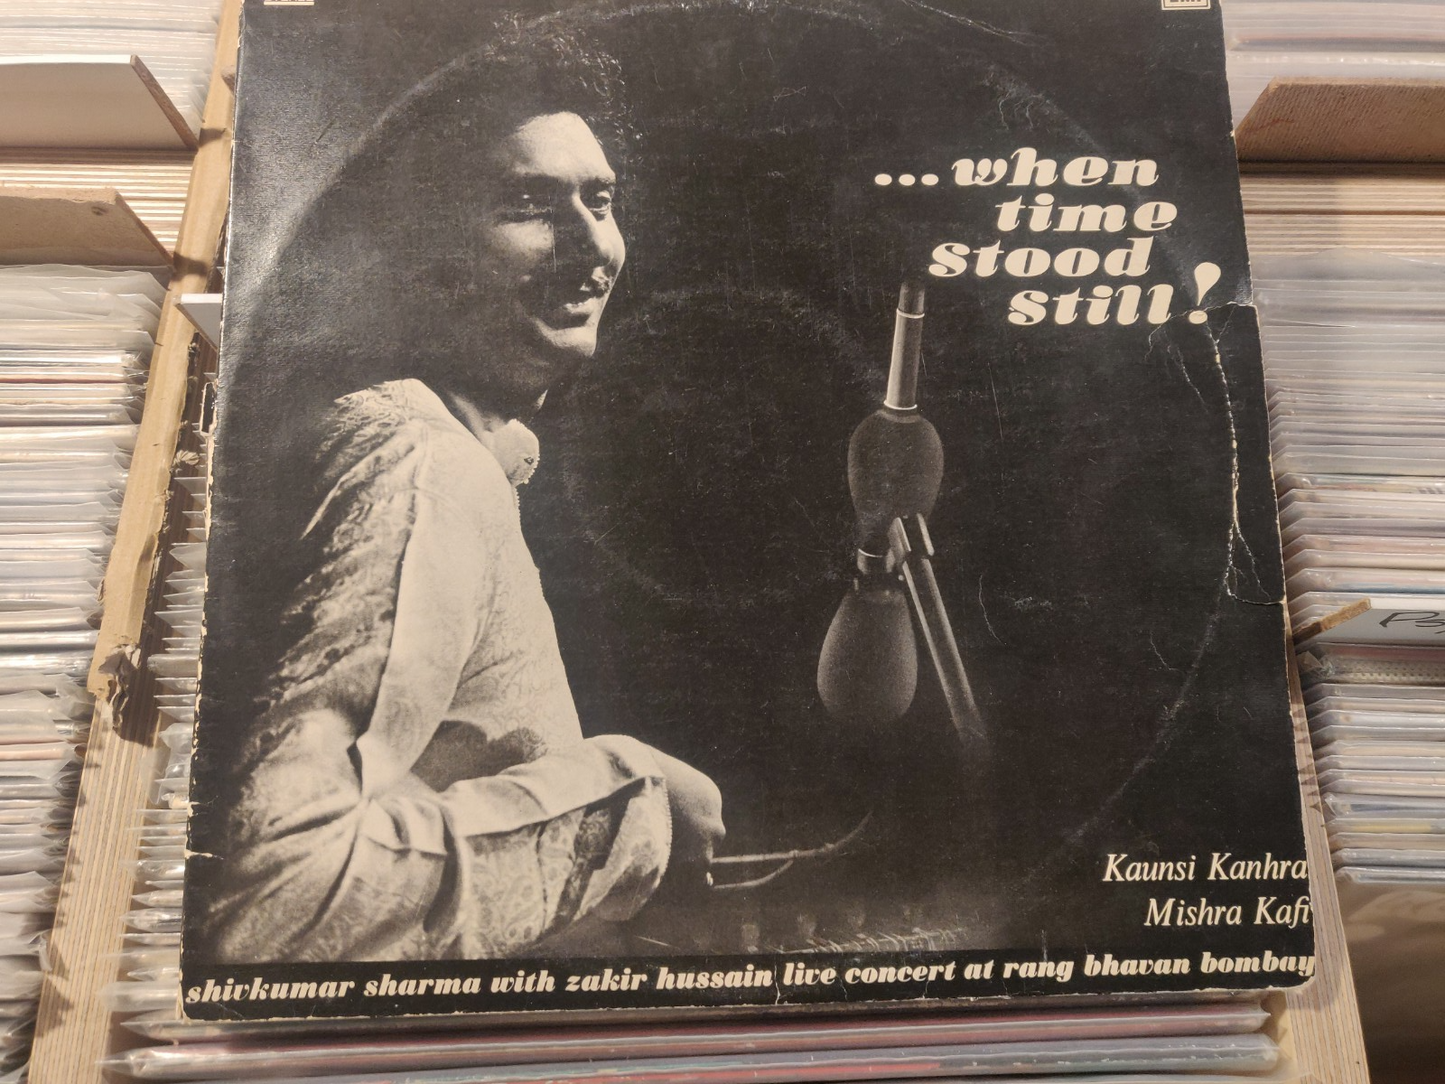 ...when
time
stood
still!
Kaunsi Kanhra
Mishra Kafi
shivkumar sharma with zakir hussain live concert at rang bhavan bombay